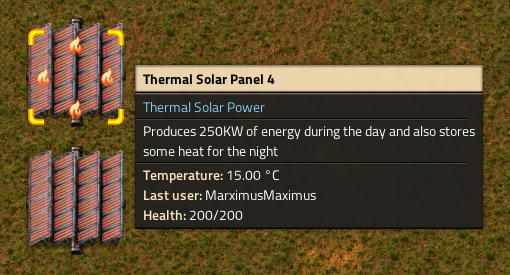 Thermal Solar Panel 4
Thermal Solar Power
Produces 250KW of energy during the day and also stores
some heat for the night
Temperature: 15.00 °C
Last user: MarximusMaximus
Health: 200/200